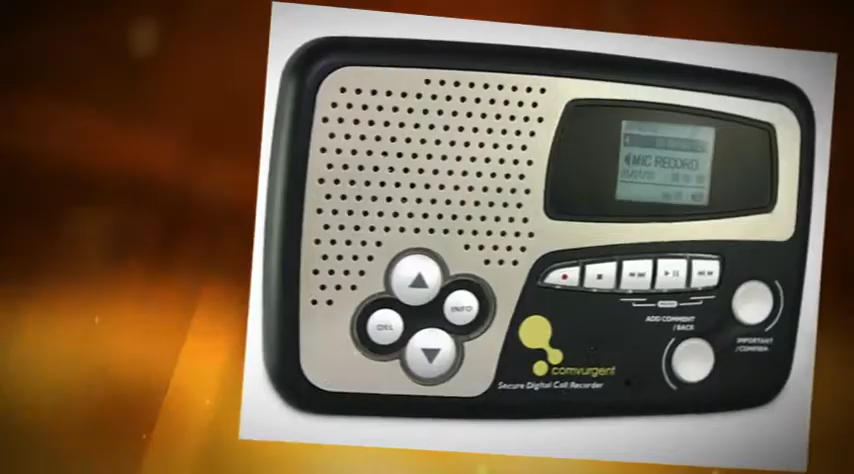 MIC RECORD
INFO
DEL
ADD COMMENT
/BACK
IMPORTANT
/CONFIRM
comvurgent
Secure Digital Call Recorder